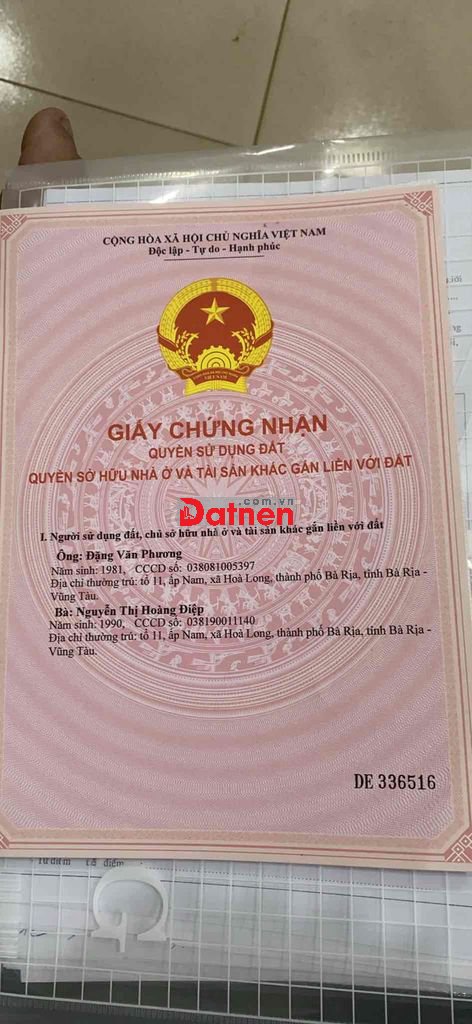 CỘNG HÒA XÃ HỘI CHỦ NGHĨA VIỆT NAM
Độc lập - Tự do - Hạnh phúc
VIỆT NAM
GIẤY CHỨNG NHẬN
QUYỀN SỬ DỤNG ĐẤT
QUYỀN SỞ HỮU NHÀ Ở VÀ TÀI SẢN KHÁC GẮN LIỀN VỚI ĐẤT
.com.vn
Datnen
I. Người sử dụng đất, chủ sở hữu nhà ở và tài sản khác gắn liền với đất
Ông: Đặng Văn Phương
Năm sinh: 1981, CCCD số: 038081005397
Địa chỉ thường trú: tổ 11, ấp Nam, xã Hoà Long, thành phố Bà Rịa, tỉnh Bà Rịa -
Vũng Tàu.
Bà: Nguyễn Thị Hoàng Điệp
Năm sinh: 1990, CCCD số: 038190011140
Địa chỉ thường trú: tổ 11, ấp Nam, xã Hoà Long, thành phố Bà Rịa, tỉnh Bà Rịa -
Vũng Tàu.
DE 336516